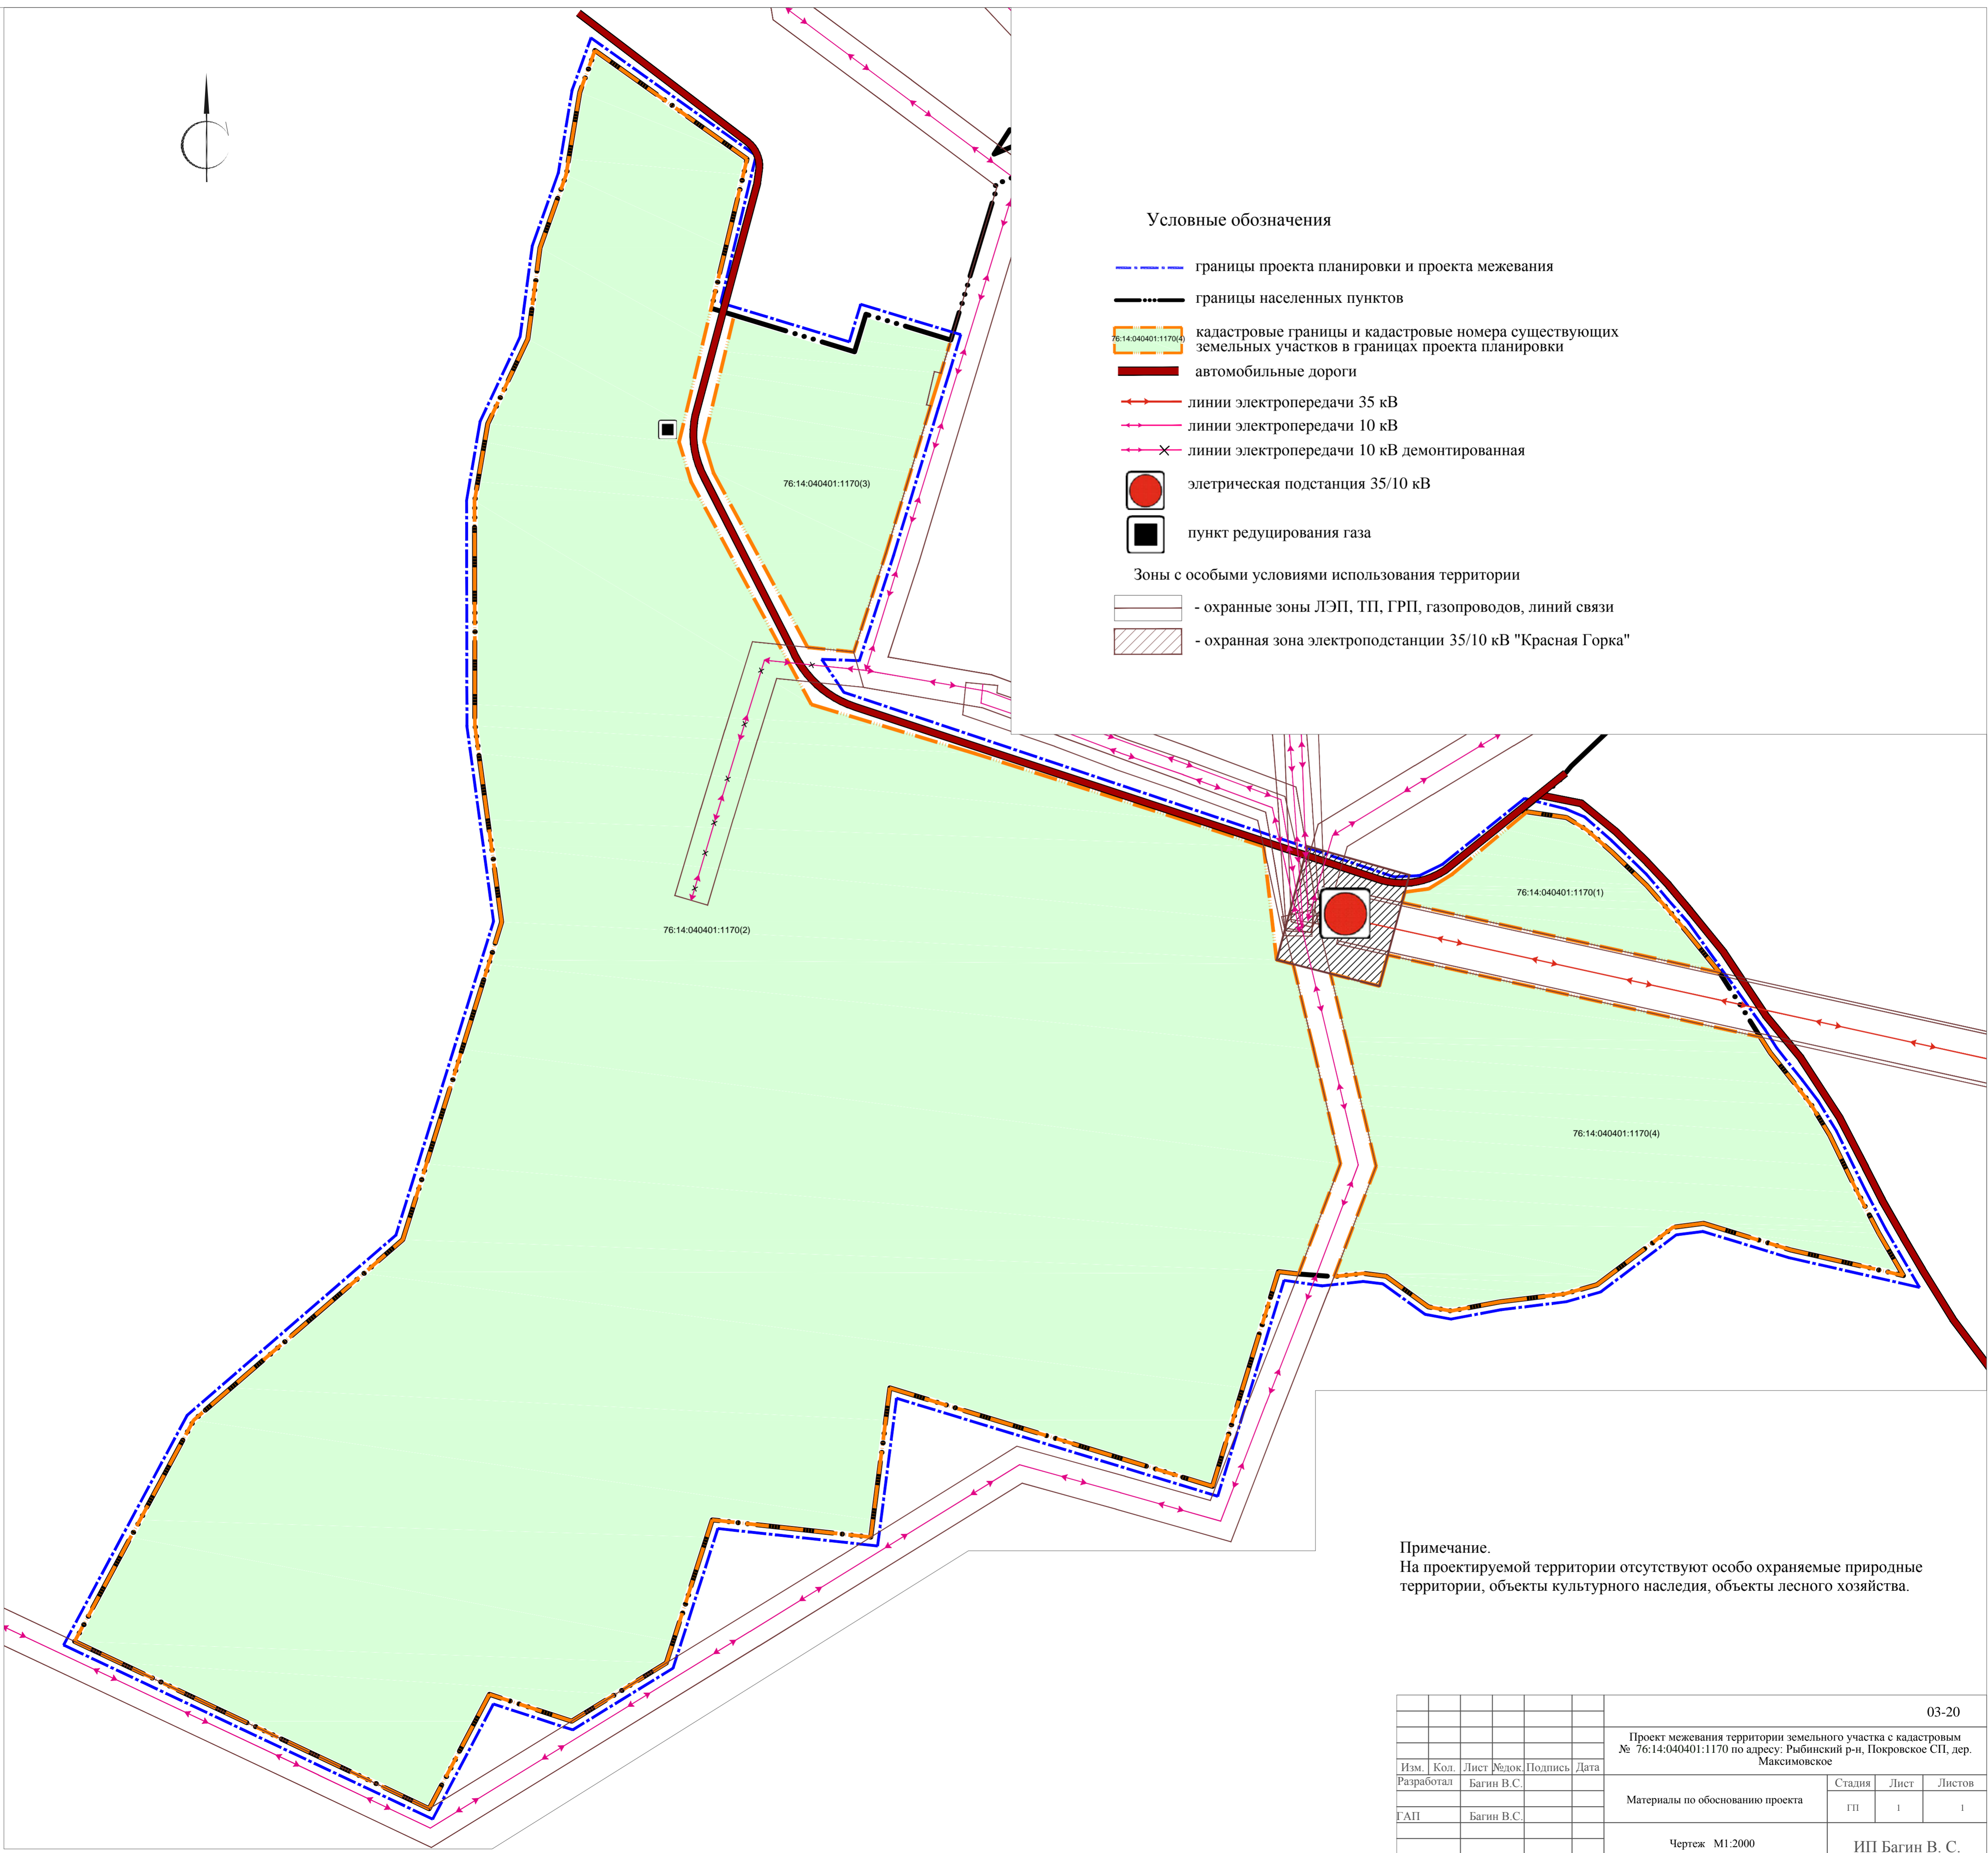 Условные обозначения
границы проекта планировки и проекта межевания
границы населенных пунктов
76:14:040401:1170(4)
кадастровые границы и кадастровые номера существующих
земельных участков в границах проекта планировки
автомобильные дороги
линии электропередачи 35 кВ
линии электропередачи 10 кВ
линии электропередачи 10 кВ демонтированная
элетрическая подстанция 35/10 кВ
пункт редуцирования газа
Зоны с особыми условиями использования территории
- охранные зоны ЛЭП, ТП, ГРП, газопроводов, линий связи
- охранная зона электроподстанции 35/10 кВ "Красная Горка"
76:14:040401:1170(3)
76:14:040401:1170(1)
76:14:040401:1170(2)
76:14:040401:1170(4)
Примечание.
На проектируемой территории отсутствуют особо охраняемые природные
территории, объекты культурного наследия, объекты лесного хозяйства.
03-20
Проект межевания территории земельного участка с кадастровым
№ 76:14:040401:1170 по адресу: Рыбинский р-н, Покровское СП, дер.
Максимовское
Изм. Кол. Лист №док. Подпись Дата
Разработал Багин В.С.
Материалы по обоснованию проекта
Стадия Лист Листов
ГП 1 1
ГАП Багин В.С.
Чертеж М1:2000
ИП Багин В. С.